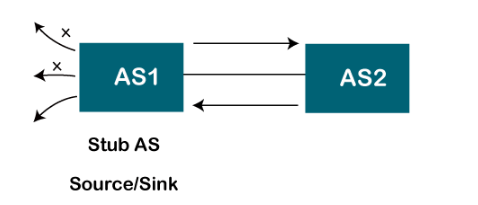 x
x
AS1
AS2
Stub AS
Source/Sink